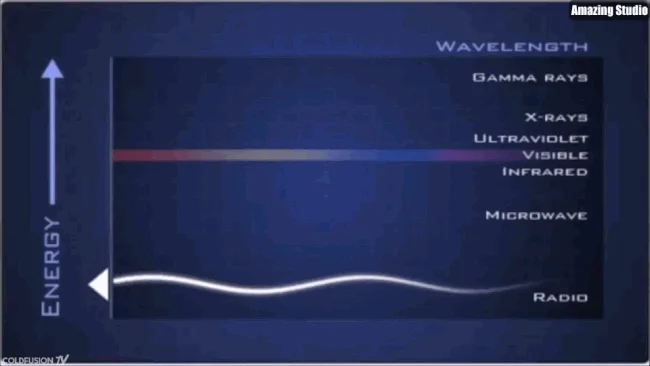 Amazing Studio
WAVELENGTH
GAMMA RAYS
X-RAYS
ULTRAVIOLET
VISIBLE
INFRARED
MICROWAVE
RADIO
ENERGY
COLDFUSION TV